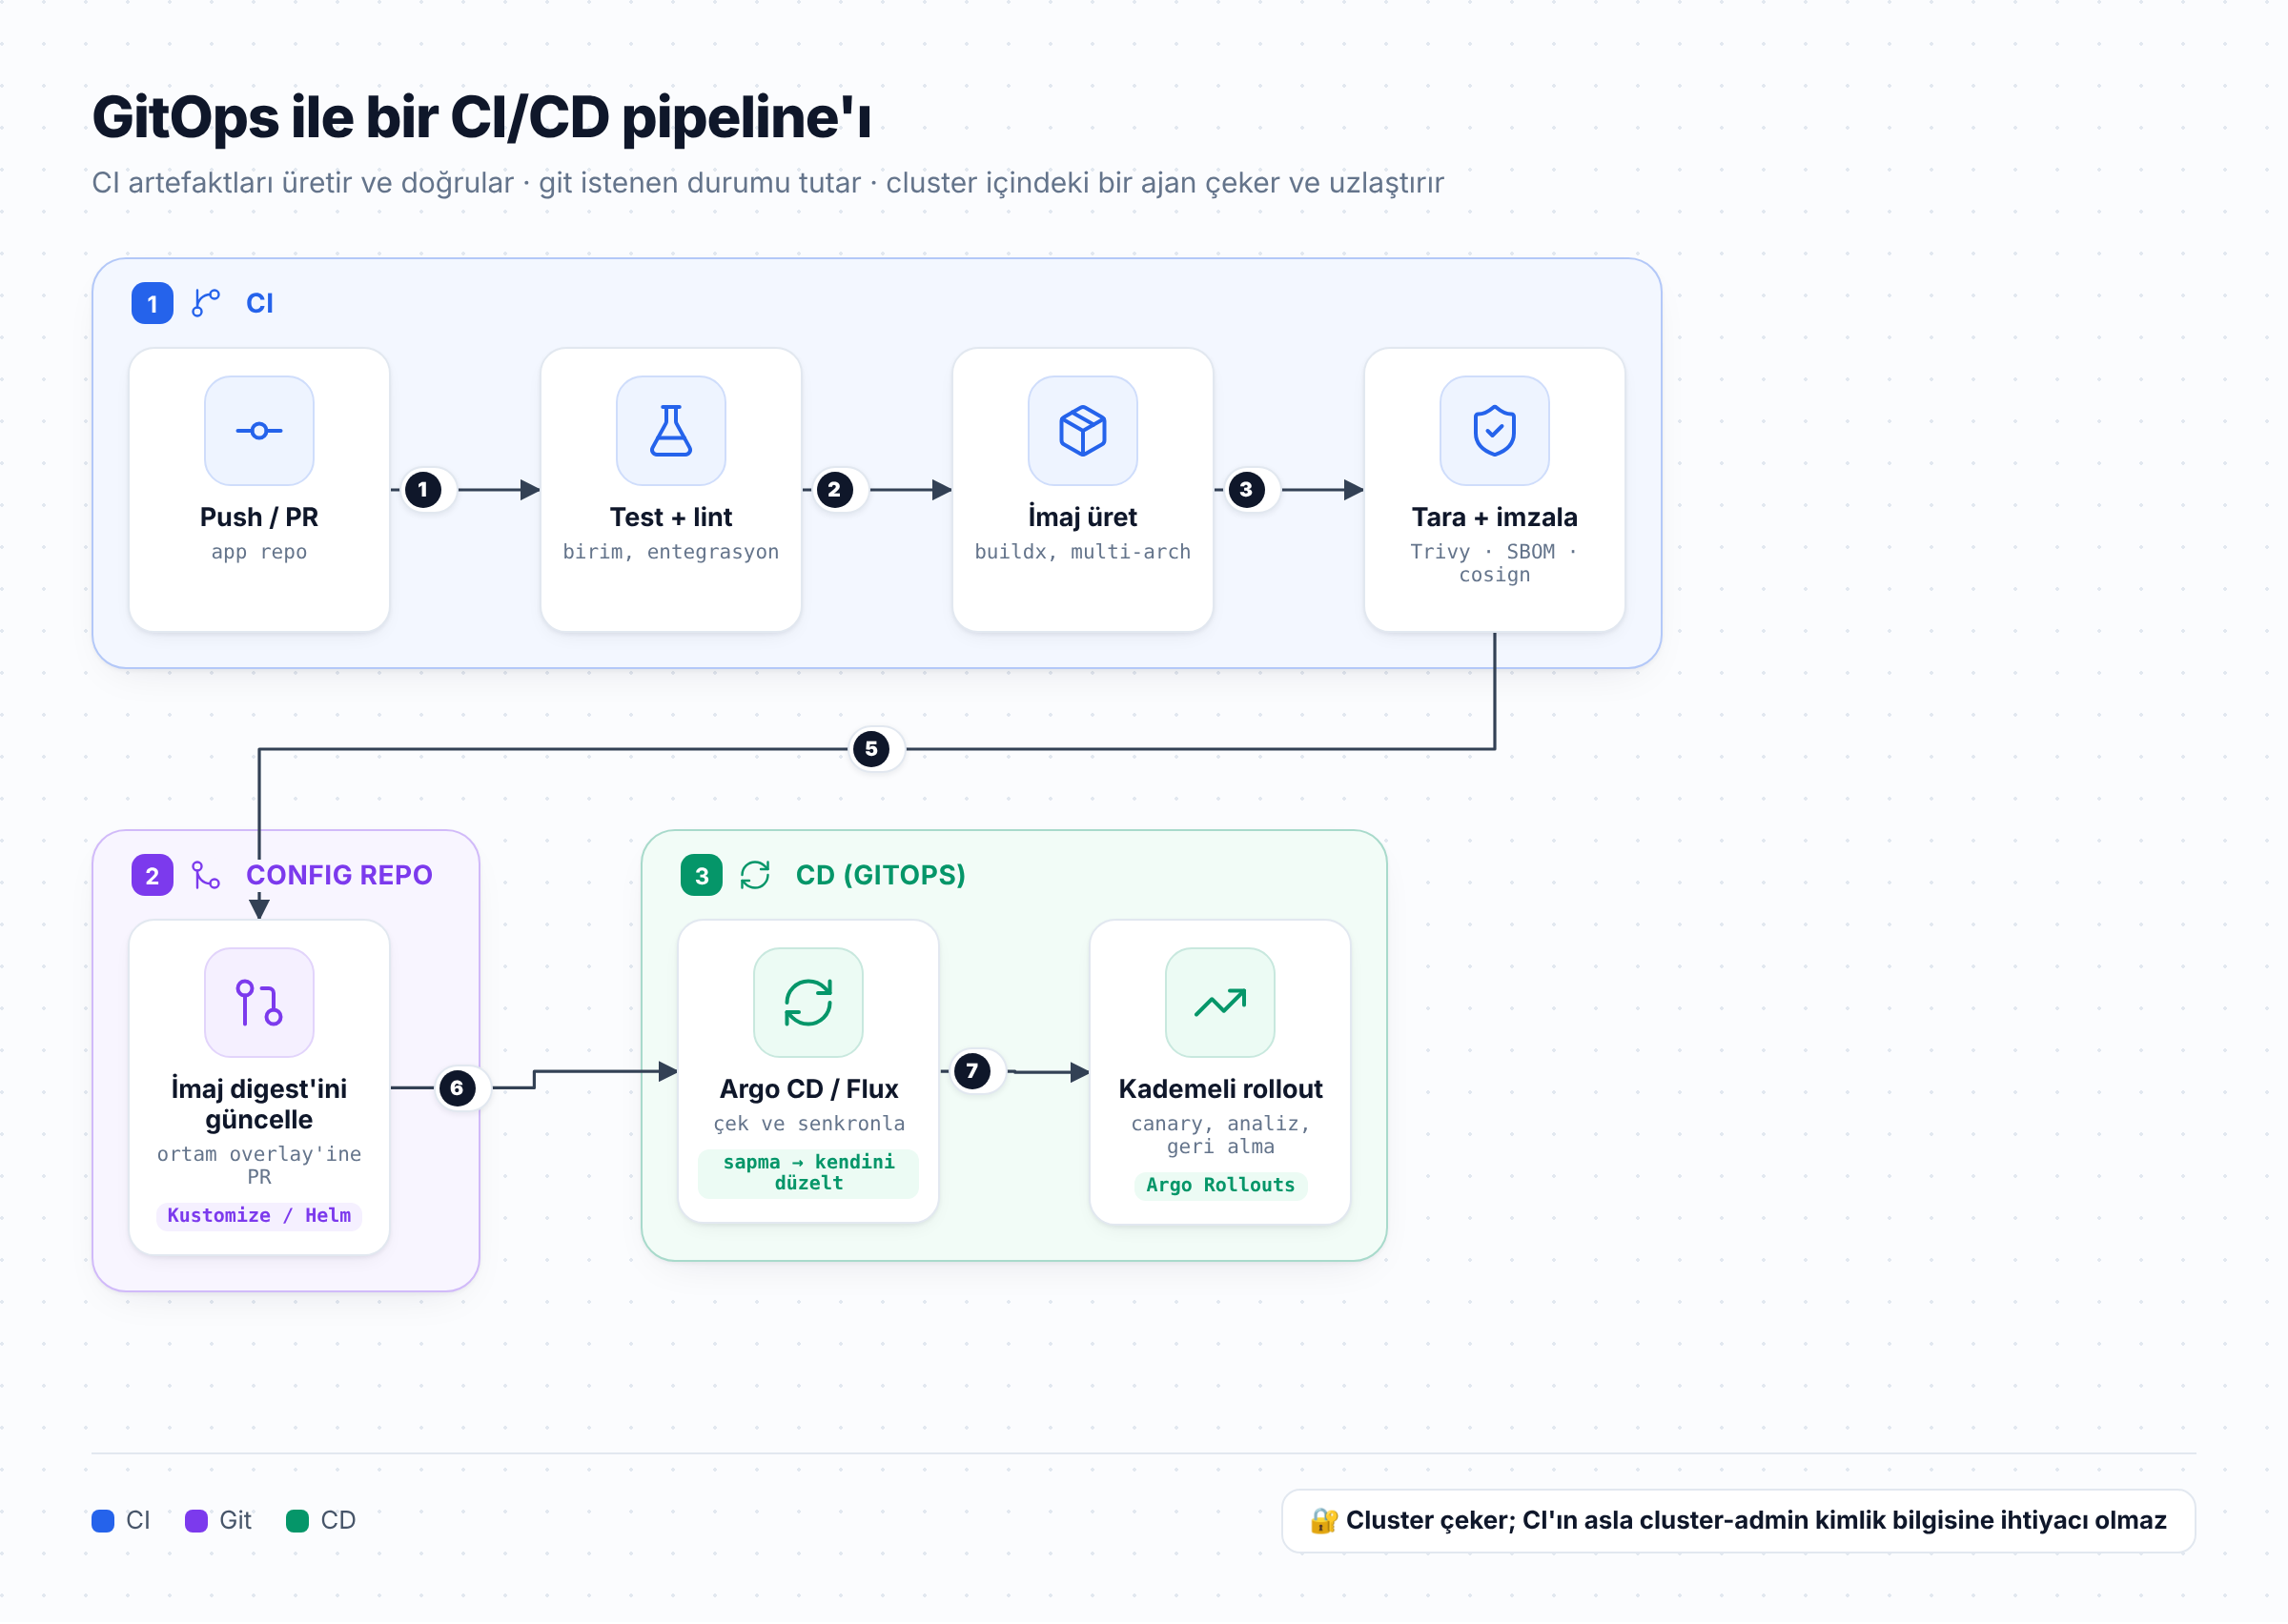 GitOps ile bir CI/CD pipeline'ı
CI artefaktları üretir ve doğrular · git istenen durumu tutar · cluster içindeki bir ajan çeker ve uzlaştırır
1 CI
Push / PR
app repo
1
Test + lint
birim, entegrasyon
2
İmaj üret
buildx, multi-arch
3
Tara + imzala
Trivy · SBOM ·
cosign
5
2 CONFIG REPO
İmaj digest'ini
güncelle
ortam overlay'ine
PR
Kustomize / Helm
6
3 CD (GITOPS)
Argo CD / Flux
çek ve senkronla
sapma → kendini
düzelt
7
Kademeli rollout
canary, analiz,
geri alma
Argo Rollouts
CI Git CD
🔐 Cluster çeker; CI'ın asla cluster-admin kimlik bilgisine ihtiyacı olmaz